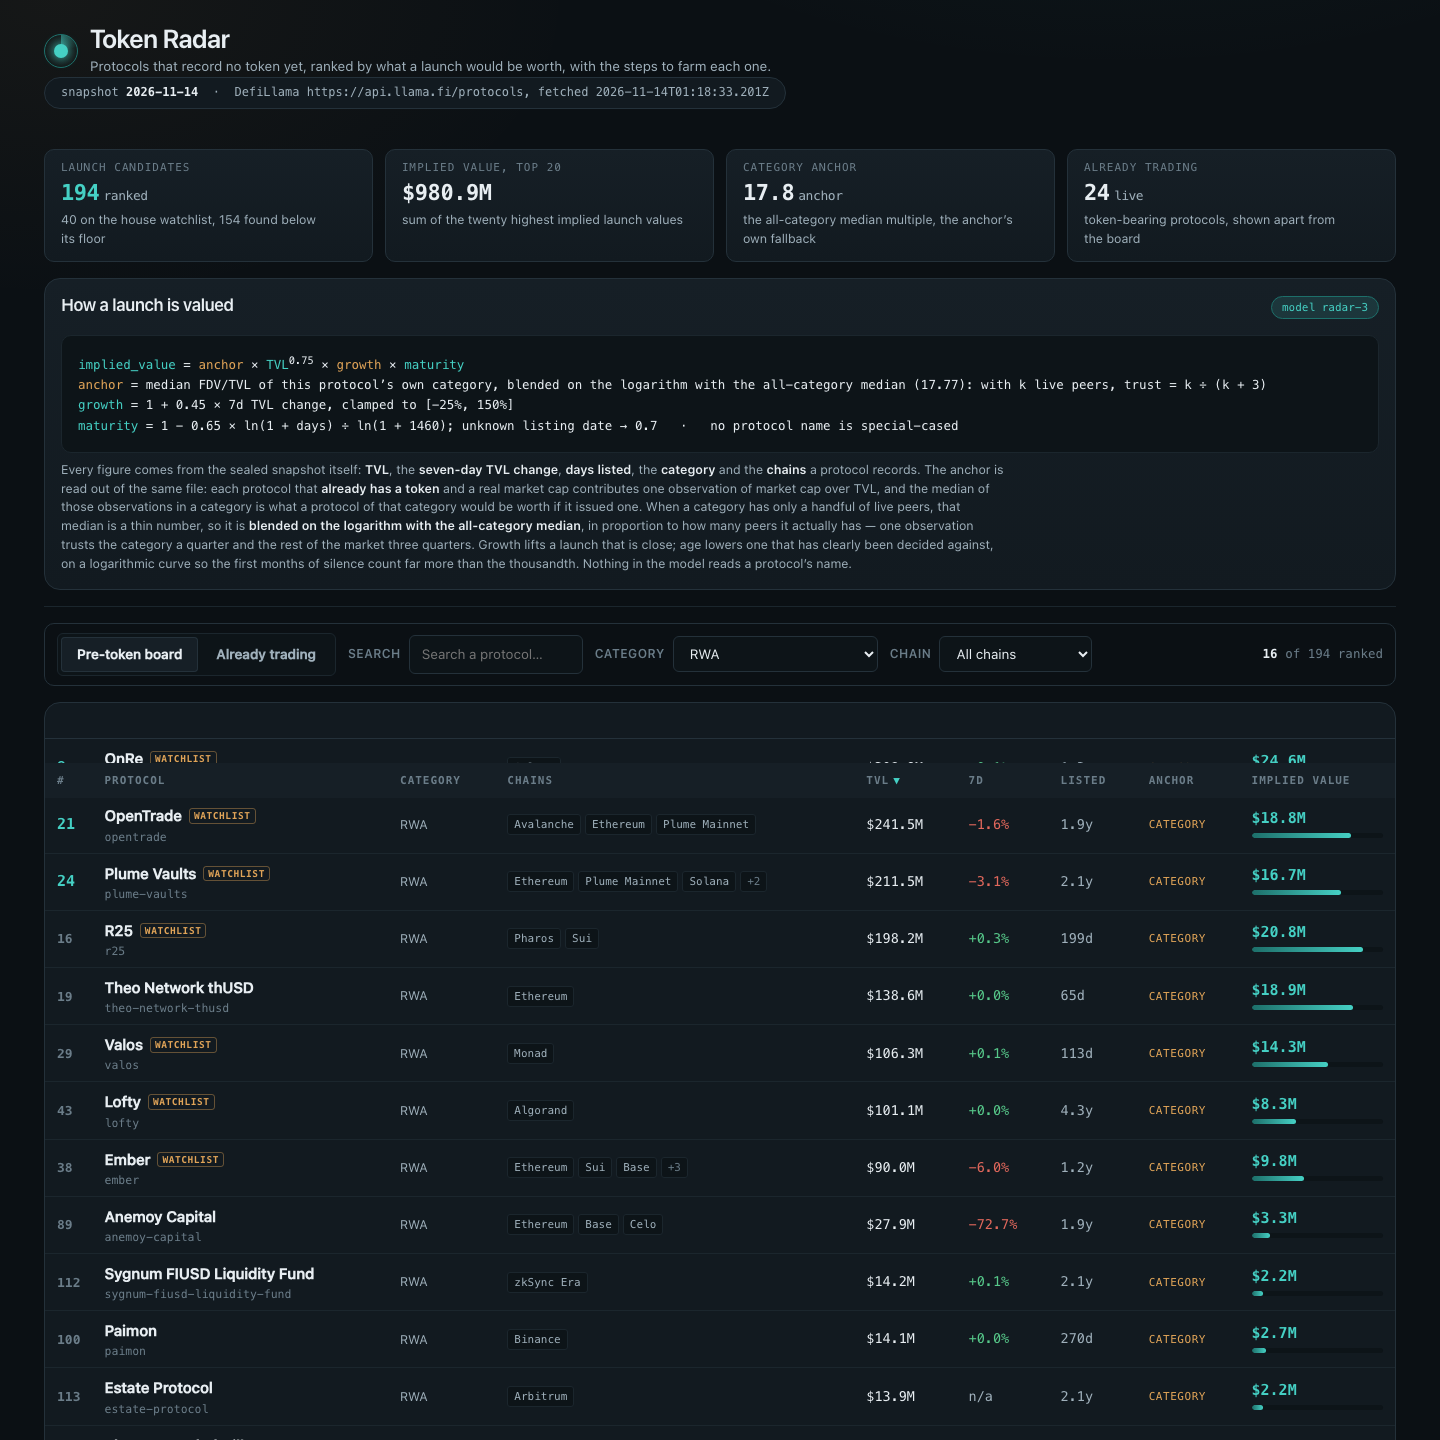 Token Radar
Protocols that record no token yet, ranked by what a launch would be worth, with the steps to farm each one.
snapshot 2026-11-14 · DefiLlama https://api.llama.fi/protocols, fetched 2026-11-14T01:18:33.201Z
LAUNCH CANDIDATES
194 ranked
40 on the house watchlist, 154 found below
its floor
IMPLIED VALUE, TOP 20
$980.9M
sum of the twenty highest implied launch values
CATEGORY ANCHOR
17.8 anchor
the all-category median multiple, the anchor's
own fallback
ALREADY TRADING
24 live
token-bearing protocols, shown apart from
the board
How a launch is valued
model radar-3
implied_value = anchor × TVL^0.75 × growth × maturity
anchor = median FDV/TVL of this protocol's own category, blended on the logarithm with the all-category median (17.77): with k live peers, trust = k ÷ (k + 3)
growth = 1 + 0.45 × 7d TVL change, clamped to [−25%, 150%]
maturity = 1 − 0.65 × ln(1 + days) ÷ ln(1 + 1460); unknown listing date → 0.7 · no protocol name is special-cased
Every figure comes from the sealed snapshot itself: TVL, the seven-day TVL change, days listed, the category and the chains a protocol records. The anchor is
read out of the same file: each protocol that already has a token and a real market cap contributes one observation of market cap over TVL, and the median of
those observations in a category is what a protocol of that category would be worth if it issued one. When a category has only a handful of live peers, that
median is a thin number, so it is blended on the logarithm with the all-category median, in proportion to how many peers it actually has — one observation
trusts the category a quarter and the rest of the market three quarters. Growth lifts a launch that is close; age lowers one that has clearly been decided against,
on a logarithmic curve so the first months of silence count far more than the thousandth. Nothing in the model reads a protocol's name.
Pre-token board Already trading SEARCH Search a protocol... CATEGORY RWA CHAIN All chains 16 of 194 ranked
OnRe WATCHLIST $24.6M
# PROTOCOL CATEGORY CHAINS TVL ▼ 7D LISTED ANCHOR IMPLIED VALUE
21 OpenTrade WATCHLIST opentrade RWA Avalanche Ethereum Plume Mainnet $241.5M −1.6% 1.9y CATEGORY $18.8M
24 Plume Vaults WATCHLIST plume-vaults RWA Ethereum Plume Mainnet Solana +2 $211.5M −3.1% 2.1y CATEGORY $16.7M
16 R25 WATCHLIST r25 RWA Pharos Sui $198.2M +0.3% 199d CATEGORY $20.8M
19 Theo Network thUSD theo-network-thusd RWA Ethereum $138.6M +0.0% 65d CATEGORY $18.9M
29 Valos WATCHLIST valos RWA Monad $106.3M +0.1% 113d CATEGORY $14.3M
43 Lofty WATCHLIST lofty RWA Algorand $101.1M +0.0% 4.3y CATEGORY $8.3M
38 Ember WATCHLIST ember RWA Ethereum Sui Base +3 $90.0M −6.0% 1.2y CATEGORY $9.8M
89 Anemoy Capital anemoy-capital RWA Ethereum Base Celo $27.9M −72.7% 1.9y CATEGORY $3.3M
112 Sygnum FIUSD Liquidity Fund sygnum-fiusd-liquidity-fund RWA zkSync Era $14.2M +0.1% 2.1y CATEGORY $2.2M
100 Paimon paimon RWA Binance $14.1M +0.0% 270d CATEGORY $2.7M
113 Estate Protocol estate-protocol RWA Arbitrum $13.9M n/a 2.1y CATEGORY $2.2M